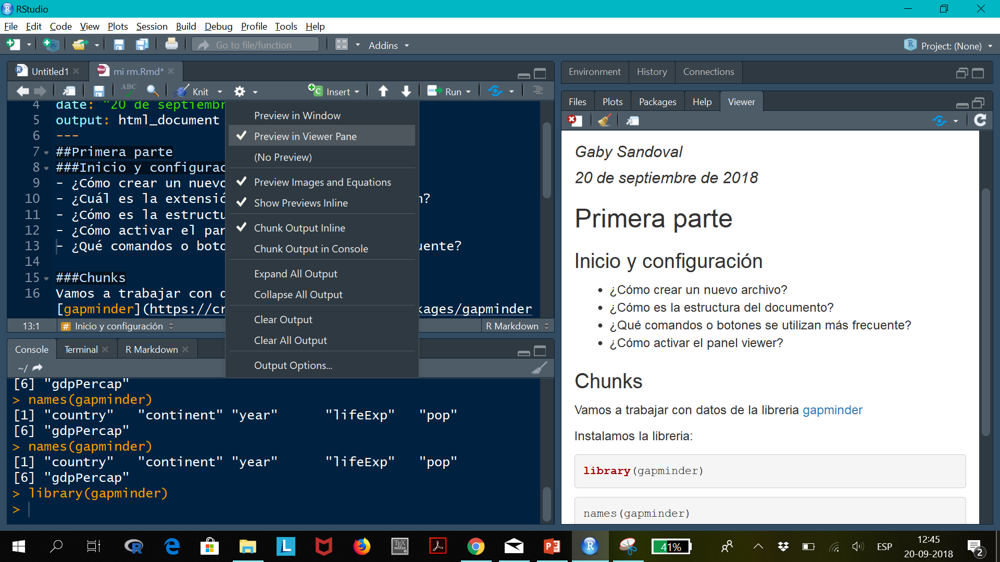 RStudio
File Edit Code View Plots Session Build Debug Profile Tools Help
Go to file/function
Addins
Project: (None)
Untitled1
mi rm.Rmd*
ABC
Knit
Insert
Run
4 date: "20 de septiembr
5 output: html_document
6 ---
7 ##Primera parte
8 ###Inicio y configurac
9 - ¿Cómo crear un nuevo
10 - ¿Cuál es la extensió
?
11 - ¿Cómo es la estructu
12 - ¿Cómo activar el par
13 - ¿Qué comandos o boto
uente?
14
15 ###Chunks
16 Vamos a trabajar con d
[gapminder](https://cr
kages/gapminder
13:1
# Inicio y configuración
R Markdown
Preview in Window
Preview in Viewer Pane
(No Preview)
Preview Images and Equations
Show Previews Inline
Chunk Output Inline
Chunk Output in Console
Expand All Output
Collapse All Output
Clear Output
Clear All Output
Output Options...
Console Terminal R Markdown
~/
[6] "gdpPercap"
> names(gapminder)
[1] "country" "continent" "year" "lifeExp" "pop"
[6] "gdpPercap"
> names(gapminder)
[1] "country" "continent" "year" "lifeExp" "pop"
[6] "gdpPercap"
> library(gapminder)
>
Environment History Connections
Files Plots Packages Help Viewer
Gaby Sandoval
20 de septiembre de 2018
Primera parte
Inicio y configuración
• ¿Cómo crear un nuevo archivo?
• ¿Cómo es la estructura del documento?
• ¿Qué comandos o botones se utilizan más frecuente?
• ¿Cómo activar el panel viewer?
Chunks
Vamos a trabajar con datos de la libreria gapminder
Instalamos la libreria:
library(gapminder)
names(gapminder)
41%
ESP
12:45
20-09-2018
2